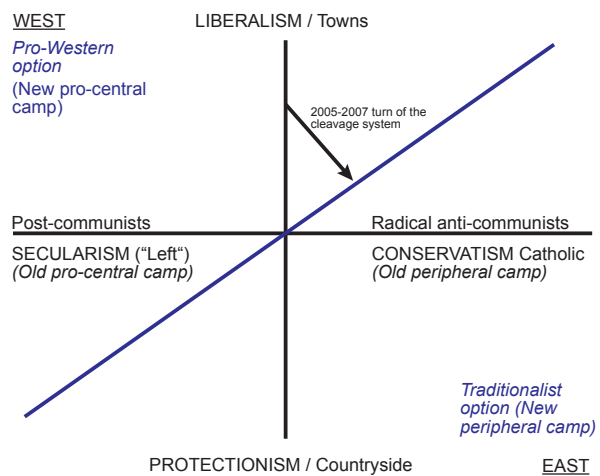 WEST
LIBERALISM / Towns
Pro-Western
option
(New pro-central
camp)
2005-2007 turn of the
cleavage system
Post-communists
Radical anti-communists
SECULARISM (“Left“)
(Old pro-central camp)
CONSERVATISM Catholic
(Old peripheral camp)
Traditionalist
option (New
peripheral camp)
PROTECTIONISM / Countryside
EAST